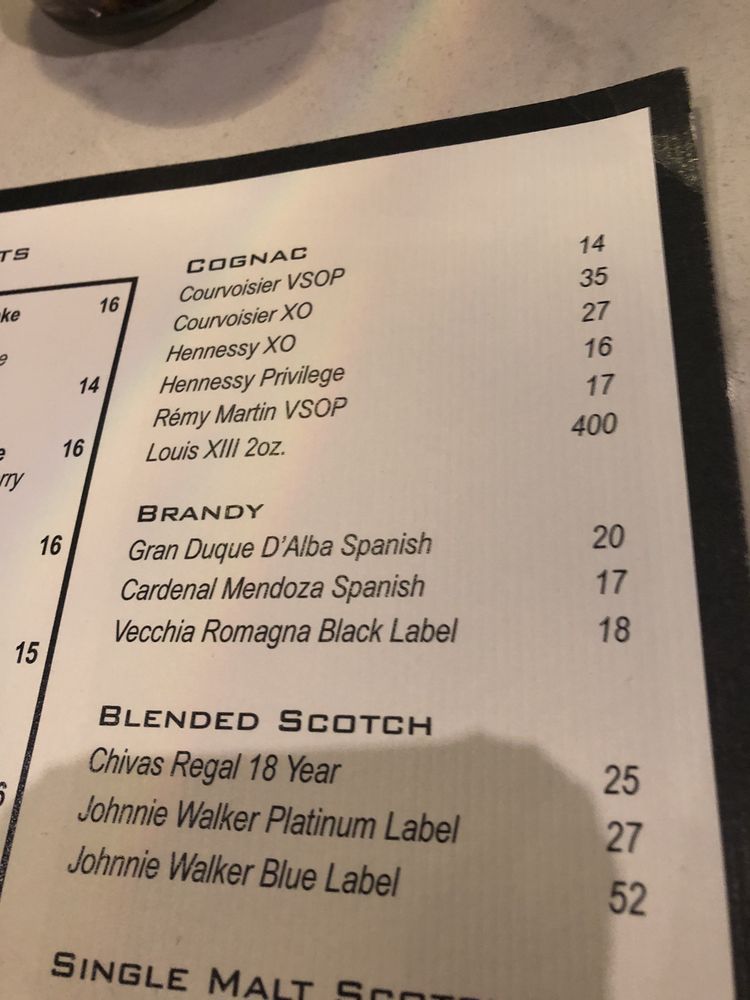 TS
ke 16
e
14
e 16
rry
16
15
6
COGNAC
Courvoisier VSOP 14
Courvoisier XO 35
Hennessy XO 27
Hennessy Privilege 16
Rémy Martin VSOP 17
Louis XIII 2oz. 400
BRANDY
Gran Duque D'Alba Spanish 20
Cardenal Mendoza Spanish 17
Vecchia Romagna Black Label 18
BLENDED SCOTCH
Chivas Regal 18 Year 25
Johnnie Walker Platinum Label 27
Johnnie Walker Blue Label 52
SINGLE MALT SCOT